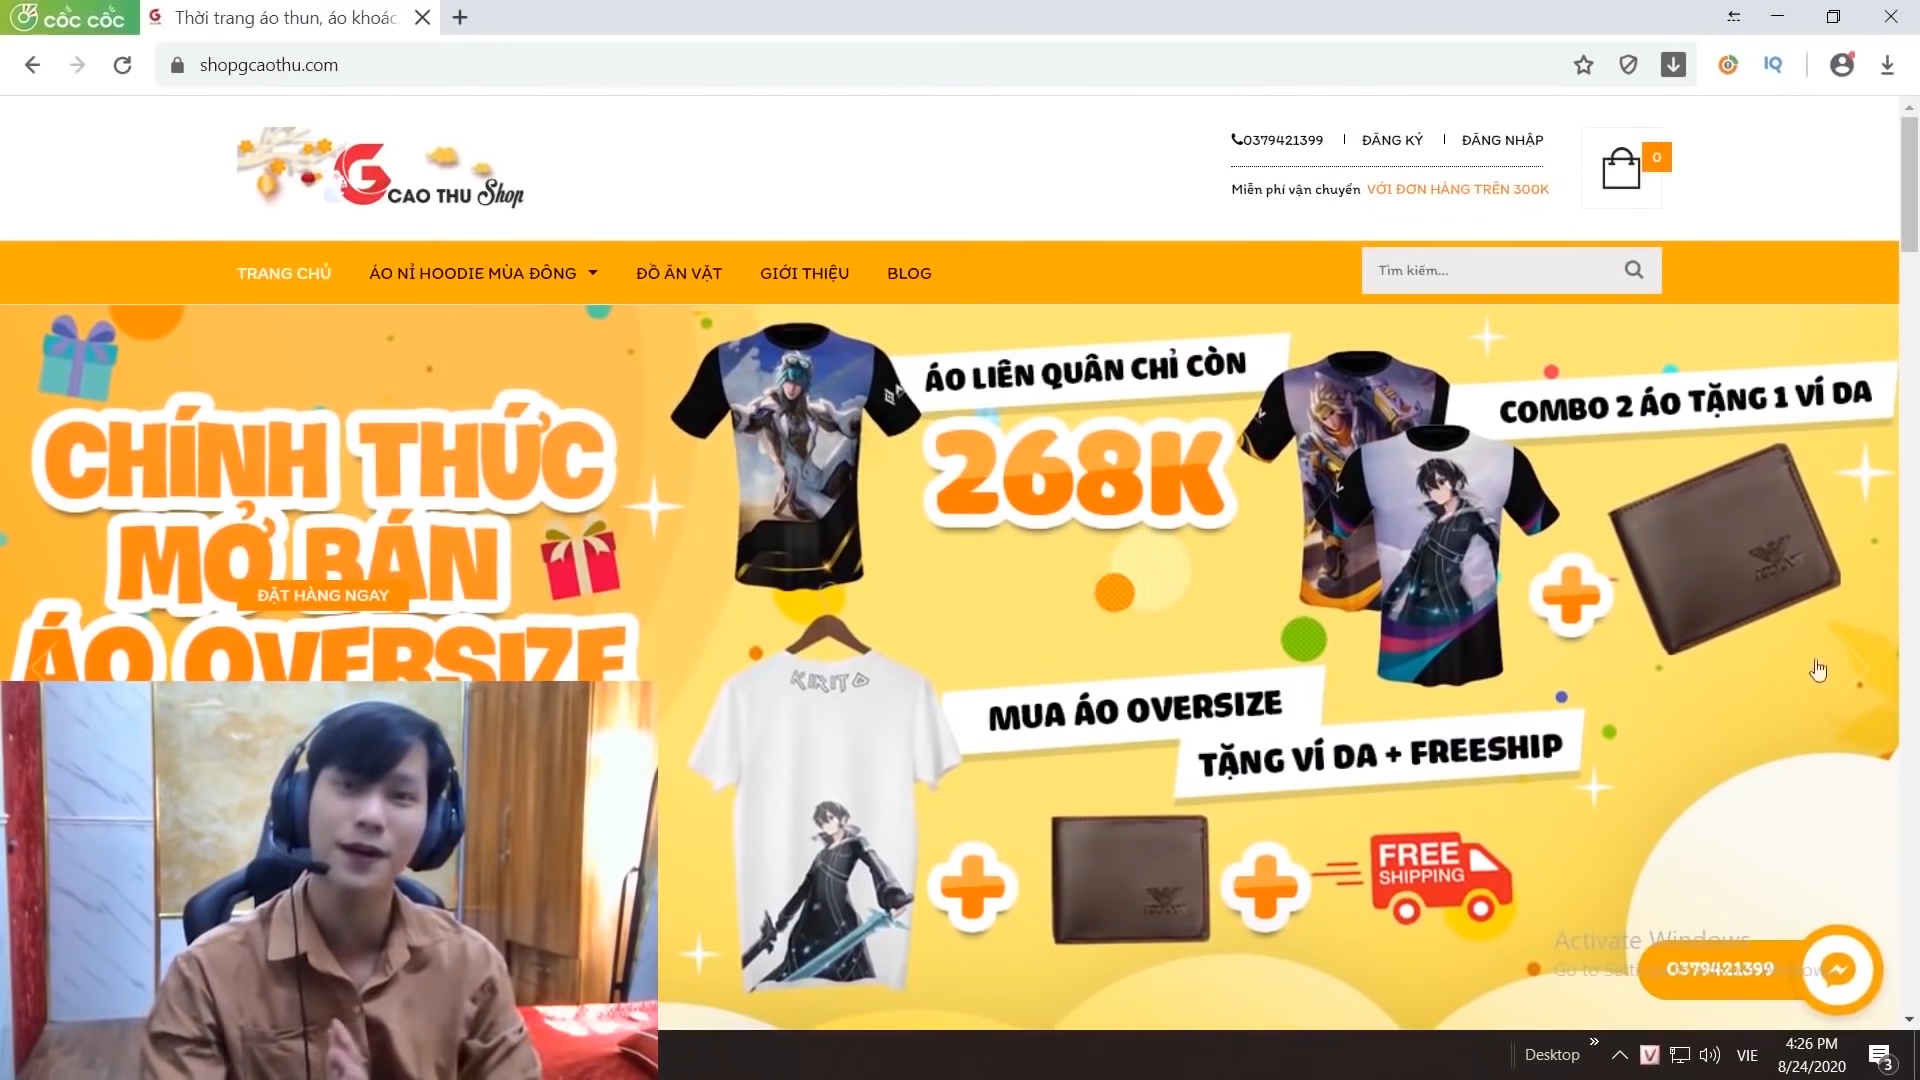 cốc cốc
Thời trang áo thun, áo khoác,
shopgcaothu.com
IQ
G CAO THU Shop
0379421399 | ĐĂNG KÝ | ĐĂNG NHẬP
Miễn phí vận chuyển VỚI ĐƠN HÀNG TRÊN 300K
0
TRANG CHỦ
ÁO NỈ HOODIE MÙA ĐÔNG
ĐỒ ĂN VẶT
GIỚI THIỆU
BLOG
Tìm kiếm...
CHÍNH THỨC
MỞ BÁN
ÁO OVERSIZE
ĐẶT HÀNG NGAY
ÁO LIÊN QUÂN CHỈ CÒN
268K
COMBO 2 ÁO TẶNG 1 VÍ DA
KIRITO
MUA ÁO OVERSIZE
TẶNG VÍ DA + FREESHIP
FREE
SHIPPING
Activate Windows
0379421399
Desktop
VIE
4:26 PM
8/24/2020
3